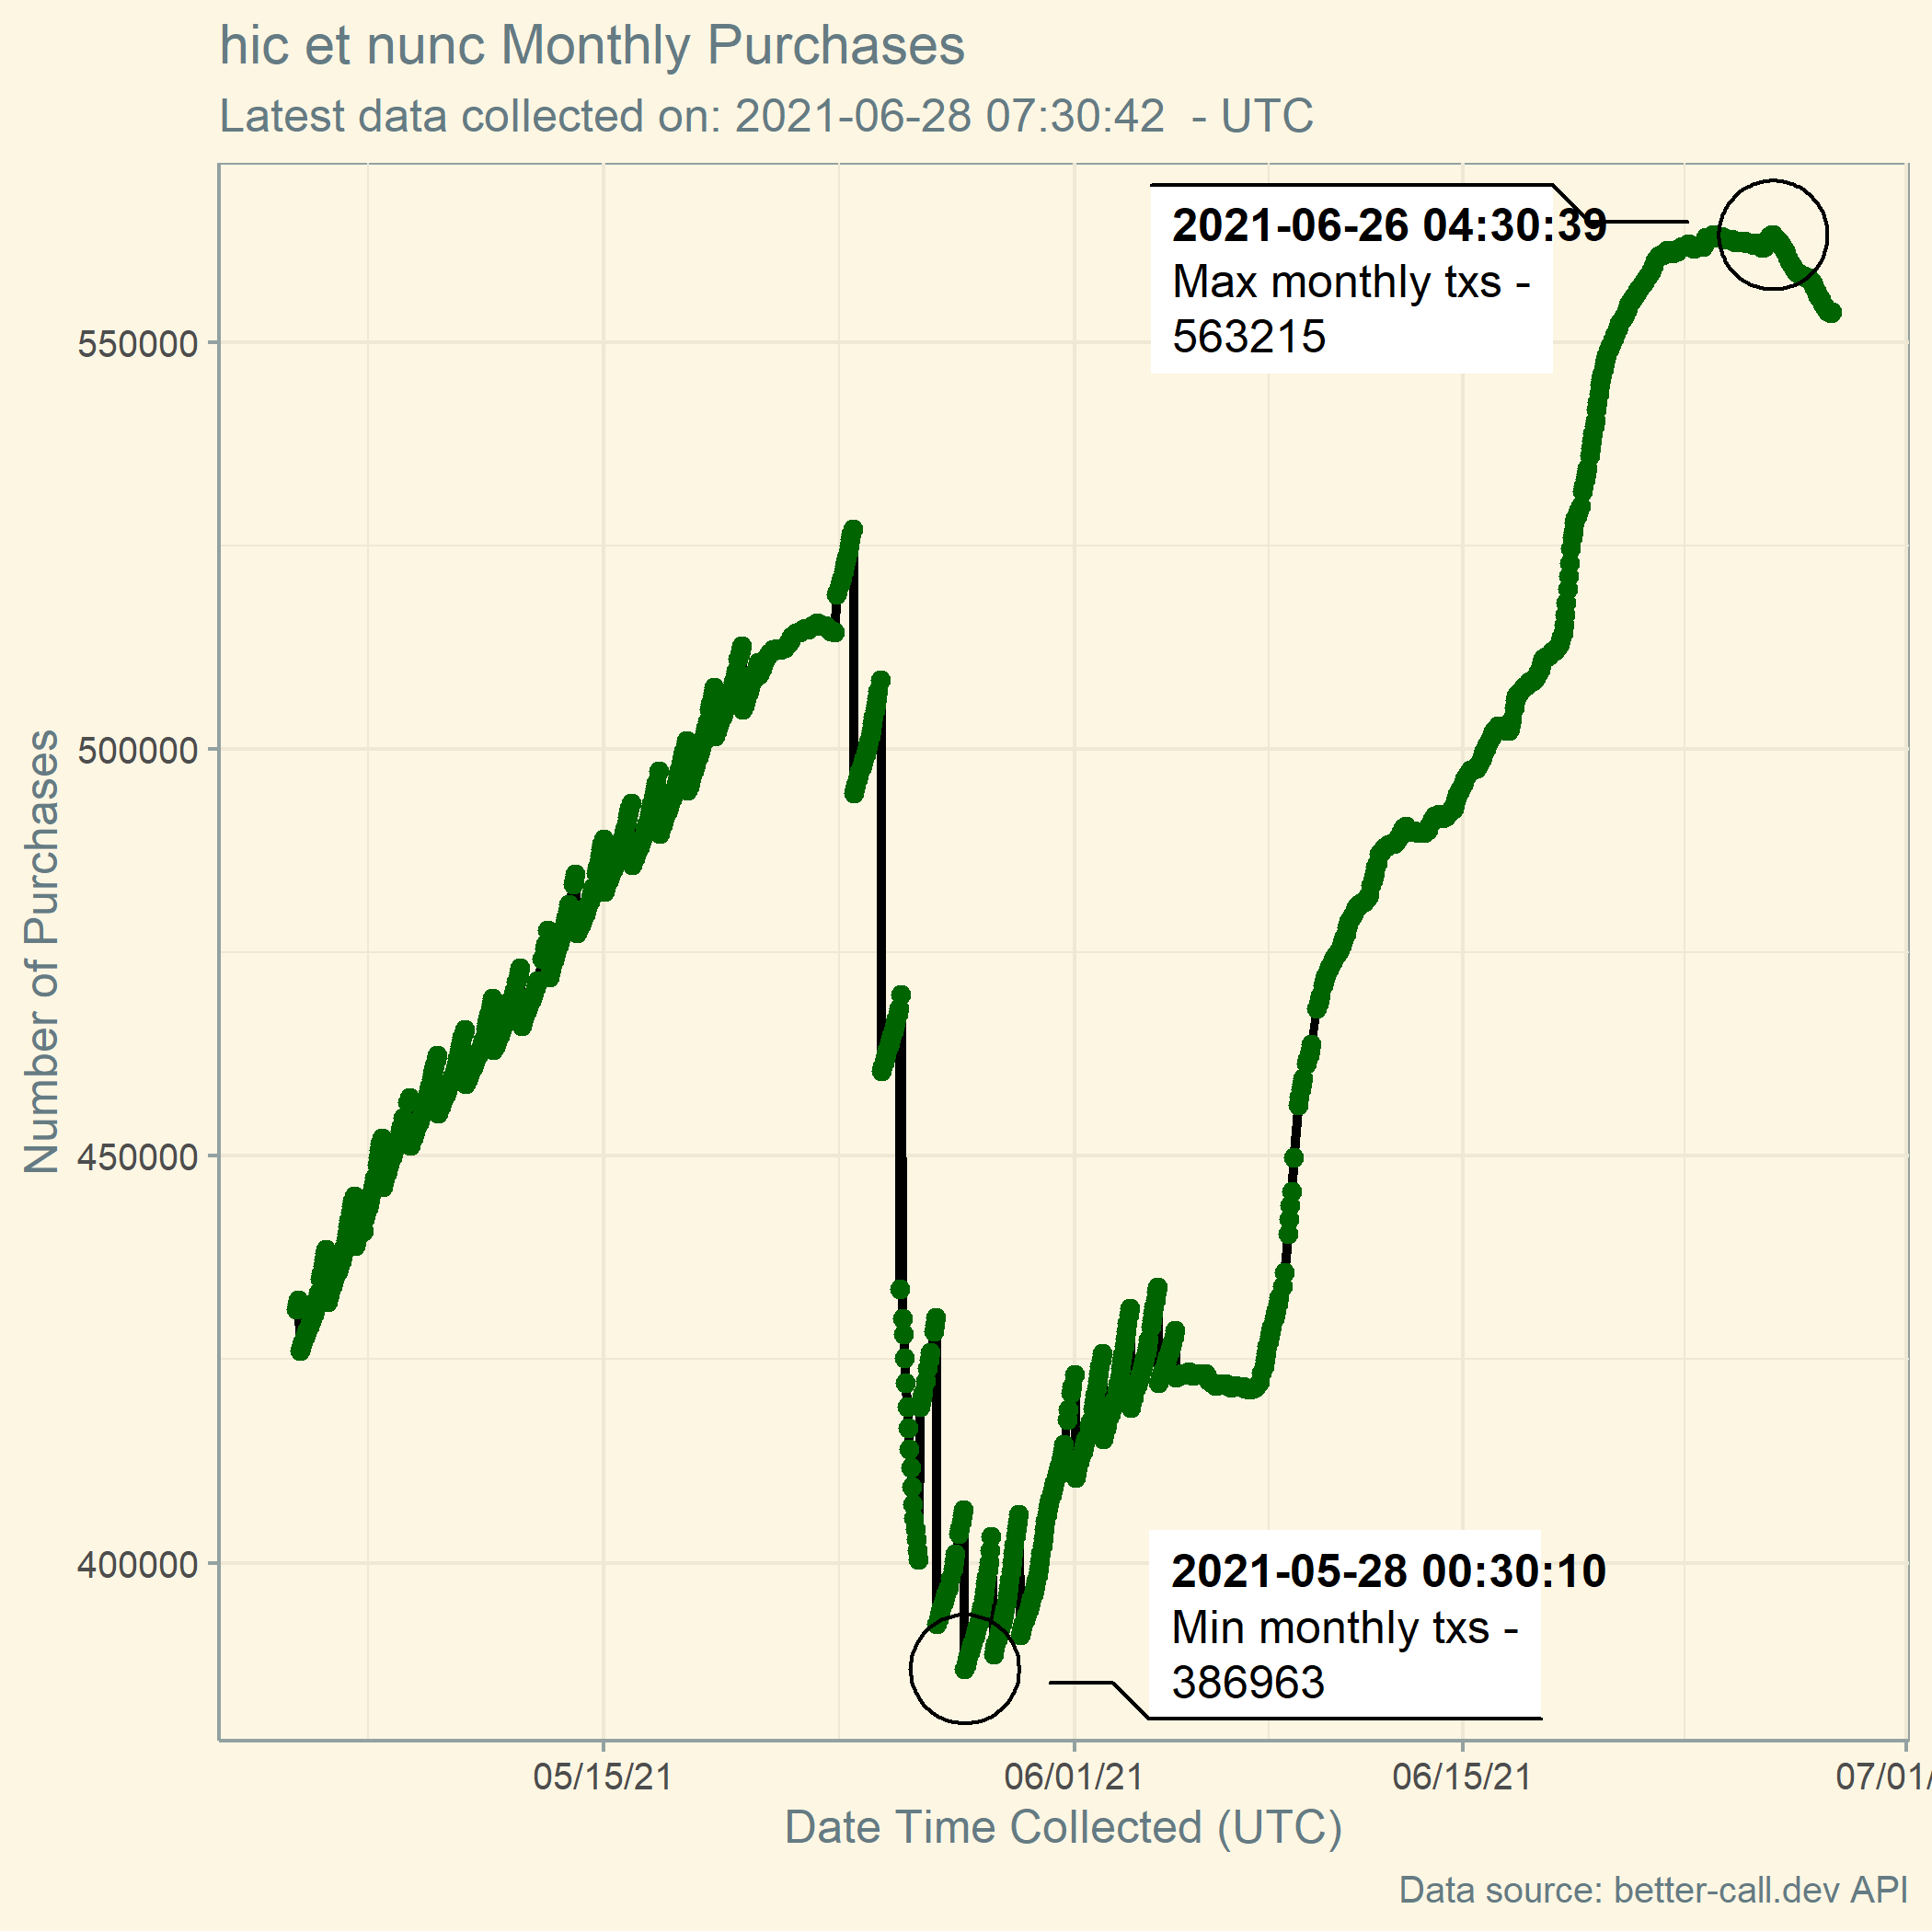 hic et nunc Monthly Purchases
Latest data collected on: 2021-06-28 07:30:42  - UTC
2021-06-26 04:30:39
Max monthly txs -
563215
550000
500000
450000
400000
Number of Purchases
2021-05-28 00:30:10
Min monthly txs -
386963
05/15/21 06/01/21 06/15/21 07/01/
Date Time Collected (UTC)
Data source: better-call.dev API